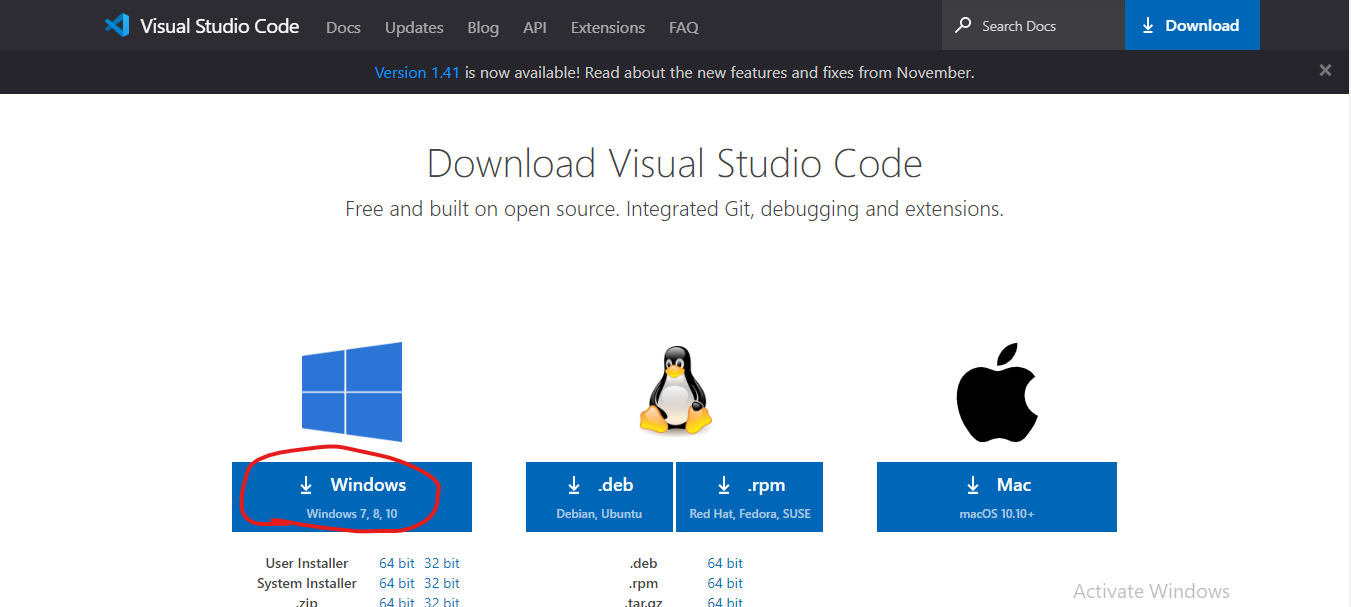 Visual Studio Code Docs Updates Blog API Extensions FAQ Search Docs Download
Version 1.41 is now available! Read about the new features and fixes from November.
Download Visual Studio Code
Free and built on open source. Integrated Git, debugging and extensions.
Windows
Windows 7, 8, 10
.deb
Debian, Ubuntu
.rpm
Red Hat, Fedora, SUSE
Mac
macOS 10.10+
User Installer 64 bit 32 bit
System Installer 64 bit 32 bit
.zip 64 bit 32 bit
.deb 64 bit
.rpm 64 bit
.tar.gz 64 bit
Activate Windows